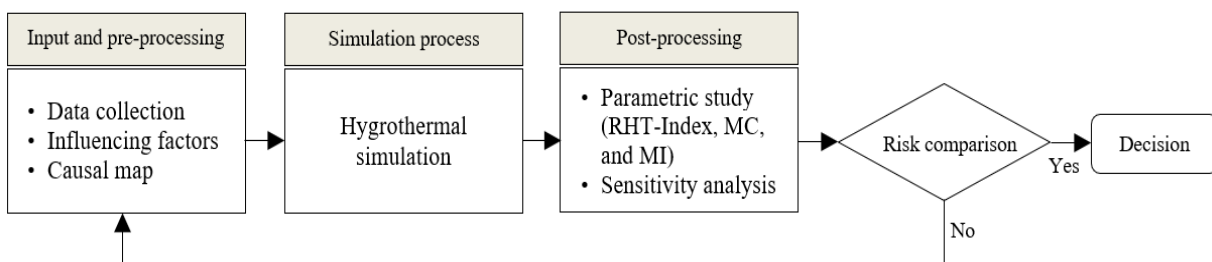 Input and pre-processing
• Data collection
• Influencing factors
• Causal map
Simulation process
Hygrothermal
simulation
Post-processing
• Parametric study
(RHT-Index, MC,
and MI)
• Sensitivity analysis
Risk comparison
Yes
Decision
No